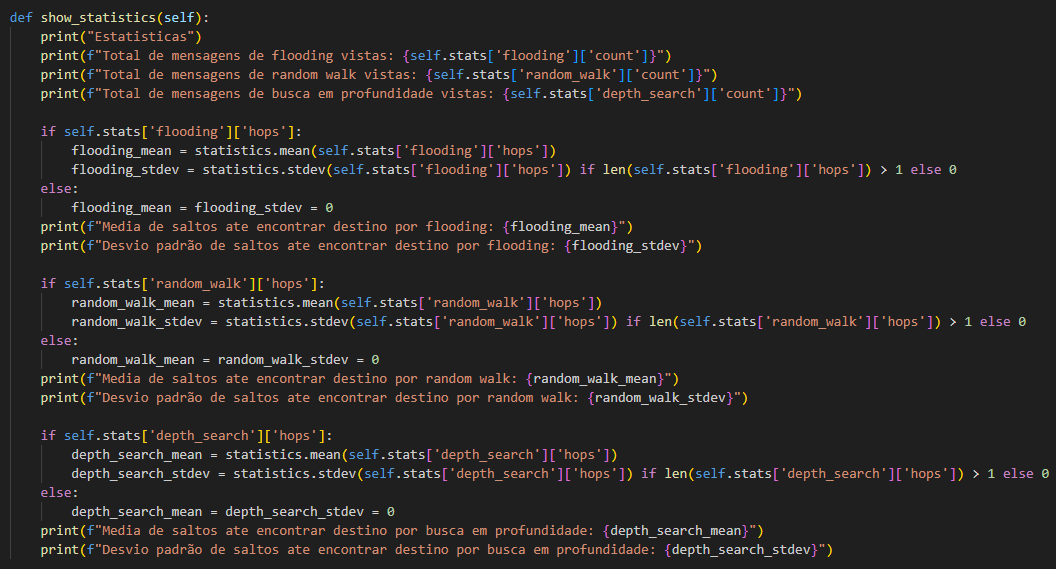 def show_statistics(self):
    print("Estatisticas")
    print(f"Total de mensagens de flooding vistas: {self.stats['flooding']['count']}")
    print(f"Total de mensagens de random walk vistas: {self.stats['random_walk']['count']}")
    print(f"Total de mensagens de busca em profundidade vistas: {self.stats['depth_search']['count']}")

    if self.stats['flooding']['hops']:
        flooding_mean = statistics.mean(self.stats['flooding']['hops'])
        flooding_stdev = statistics.stdev(self.stats['flooding']['hops']) if len(self.stats['flooding']['hops']) > 1 else 0
    else:
        flooding_mean = flooding_stdev = 0
    print(f"Media de saltos ate encontrar destino por flooding: {flooding_mean}")
    print(f"Desvio padrão de saltos ate encontrar destino por flooding: {flooding_stdev}")

    if self.stats['random_walk']['hops']:
        random_walk_mean = statistics.mean(self.stats['random_walk']['hops'])
        random_walk_stdev = statistics.stdev(self.stats['random_walk']['hops']) if len(self.stats['random_walk']['hops']) > 1 else 0
    else:
        random_walk_mean = random_walk_stdev = 0
    print(f"Media de saltos ate encontrar destino por random walk: {random_walk_mean}")
    print(f"Desvio padrão de saltos ate encontrar destino por random walk: {random_walk_stdev}")

    if self.stats['depth_search']['hops']:
        depth_search_mean = statistics.mean(self.stats['depth_search']['hops'])
        depth_search_stdev = statistics.stdev(self.stats['depth_search']['hops']) if len(self.stats['depth_search']['hops']) > 1 else 0
    else:
        depth_search_mean = depth_search_stdev = 0
    print(f"Media de saltos ate encontrar destino por busca em profundidade: {depth_search_mean}")
    print(f"Desvio padrão de saltos ate encontrar destino por busca em profundidade: {depth_search_stdev}")